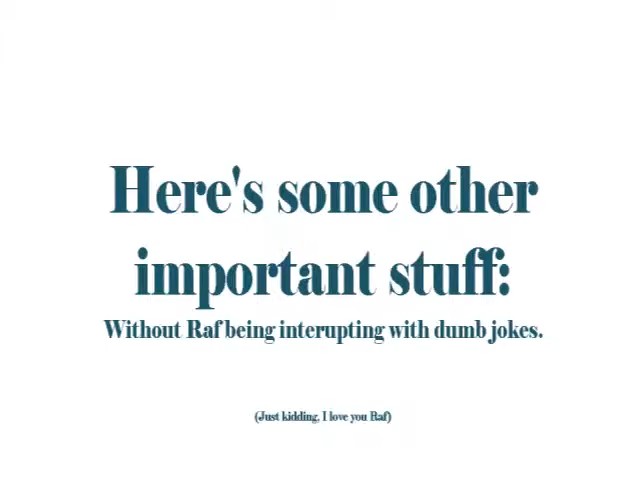 Here's some other
important stuff:
Without Raf being interupting with dumb jokes.
(Just kidding, I love you Raf)